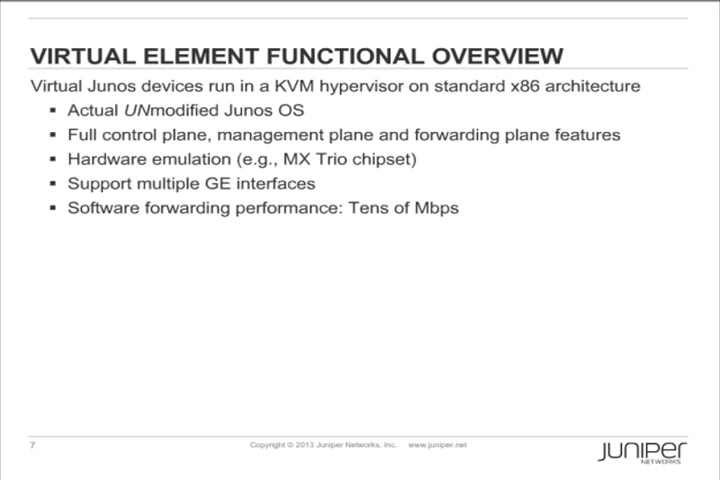 VIRTUAL ELEMENT FUNCTIONAL OVERVIEW
Virtual Junos devices run in a KVM hypervisor on standard x86 architecture
▪ Actual UNmodified Junos OS
▪ Full control plane, management plane and forwarding plane features
▪ Hardware emulation (e.g., MX Trio chipset)
▪ Support multiple GE interfaces
▪ Software forwarding performance: Tens of Mbps
7
Copyright © 2013 Juniper Networks, Inc. www.juniper.net
JUNIPer
NETWORKS